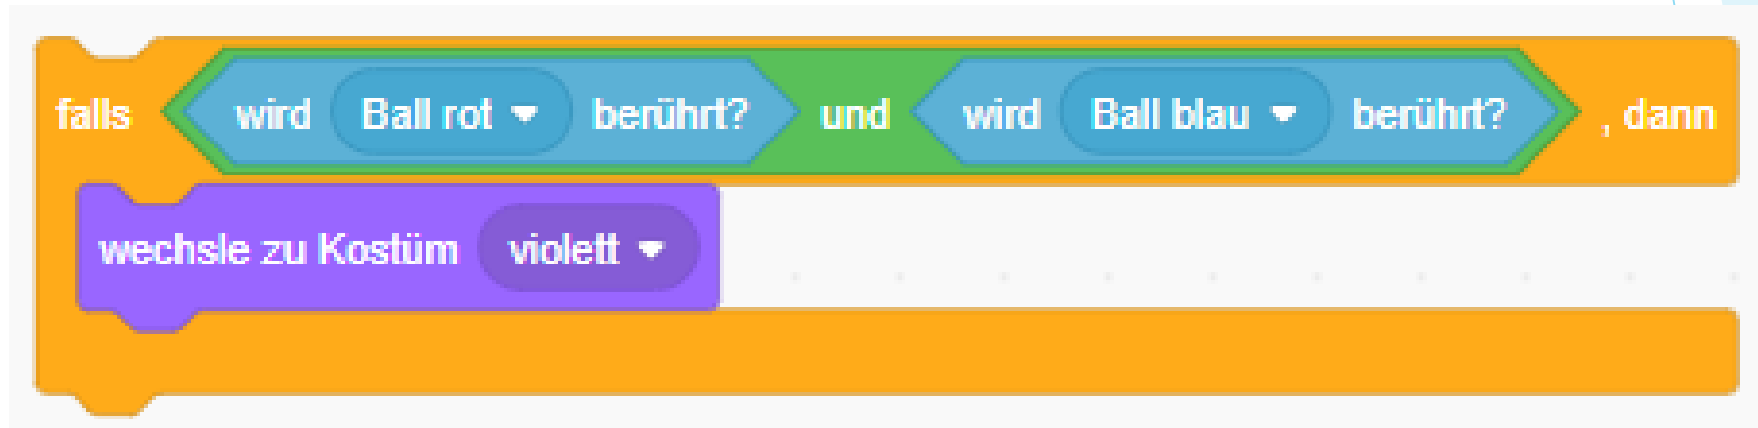 falls wird Ball rot berührt? und wird Ball blau berührt? , dann
wechsle zu Kostüm violett